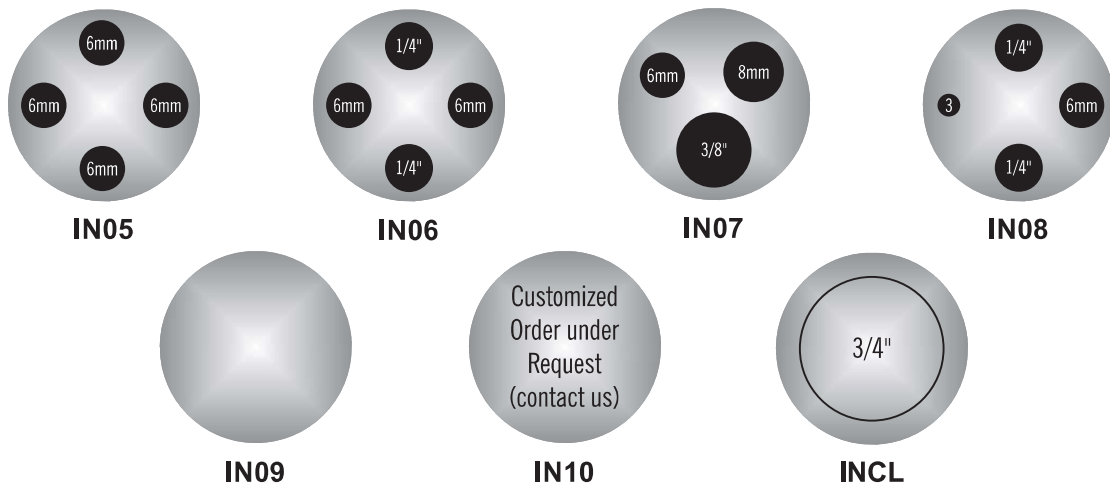 6mm
6mm
6mm
6mm
IN05
1/4"
6mm
6mm
1/4"
IN06
6mm
8mm
3/8"
IN07
1/4"
3
6mm
1/4"
IN08
IN09
Customized
Order under
Request
(contact us)
IN10
3/4"
INCL